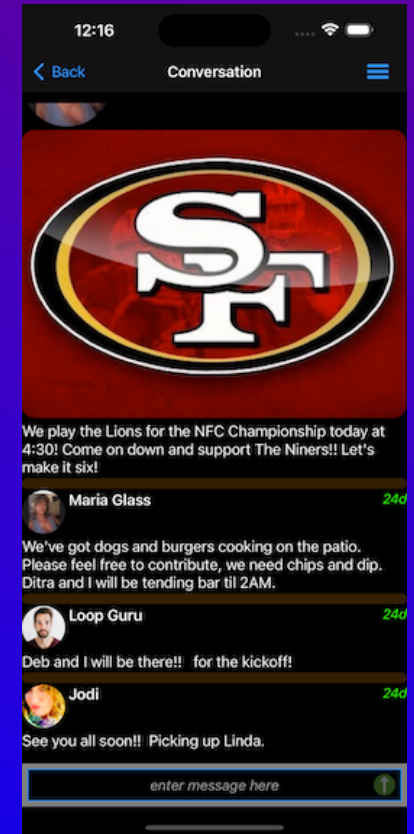 12:16
Back
Conversation
SF
We play the Lions for the NFC Championship today at
4:30! Come on down and support The Niners!! Let's
make it six!
Maria Glass
24d
We've got dogs and burgers cooking on the patio.
Please feel free to contribute, we need chips and dip.
Ditra and I will be tending bar til 2AM.
Loop Guru
24d
Deb and I will be there!!  for the kickoff!
Jodi
24d
See you all soon!!  Picking up Linda.
enter message here